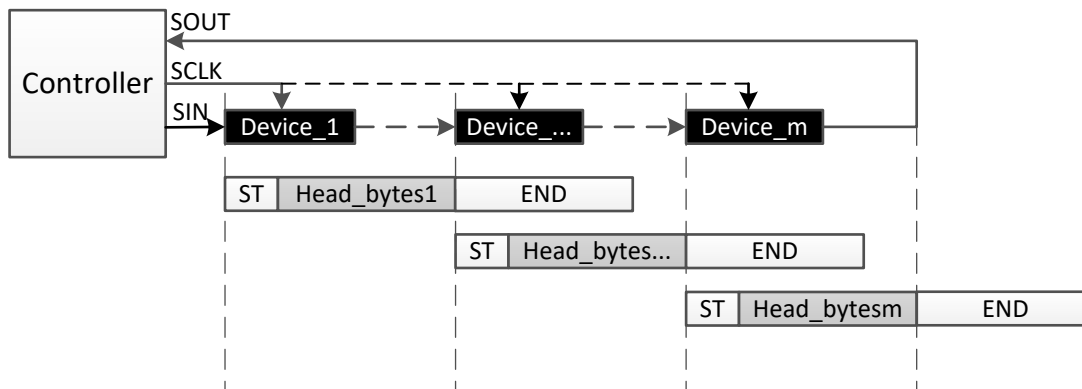 SOUT
Controller
SCLK
SIN
Device_1
Device_...
Device_m
ST
Head_bytes1
END
ST
Head_bytes...
END
ST
Head_bytesm
END